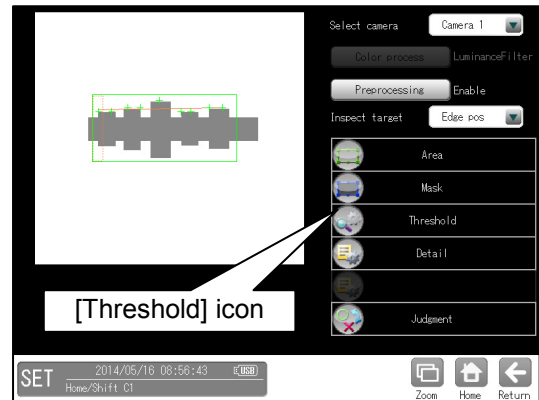 Select camera Camera 1
Color process LuminanceFilter
Preprocessing Enable
Inspect target Edge pos
Area
Mask
Threshold
Detail
[Threshold] icon
Judgment
SET 2014/05/16 08:56:43 USB
Home/Shift C1
Zoom Home Return